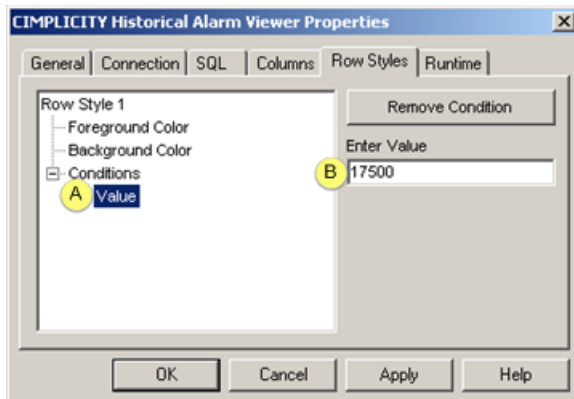 CIMPLICITY Historical Alarm Viewer Properties
General Connection SQL Columns Row Styles Runtime
Row Style 1
Foreground Color
Background Color
Conditions
A Value
Remove Condition
Enter Value
B 17500
OK Cancel Apply Help